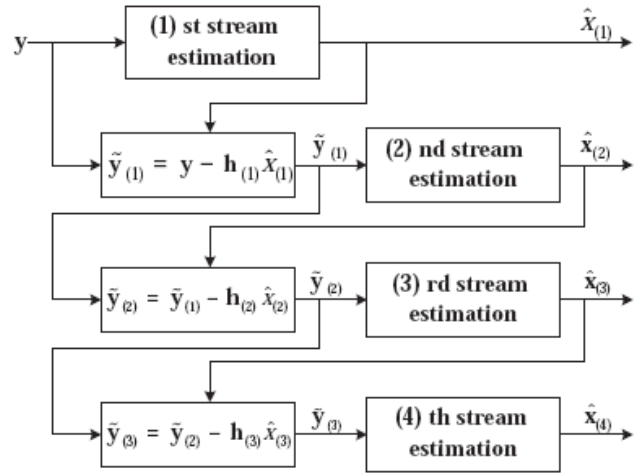 y
(1) st stream
estimation
x̂(1)
ỹ(1) = y − h(1) x̂(1)
ỹ(1)
(2) nd stream
estimation
x̂(2)
ỹ(2) = ỹ(1) − h(2) x̂(2)
ỹ(2)
(3) rd stream
estimation
x̂(3)
ỹ(3) = ỹ(2) − h(3) x̂(3)
ỹ(3)
(4) th stream
estimation
x̂(4)